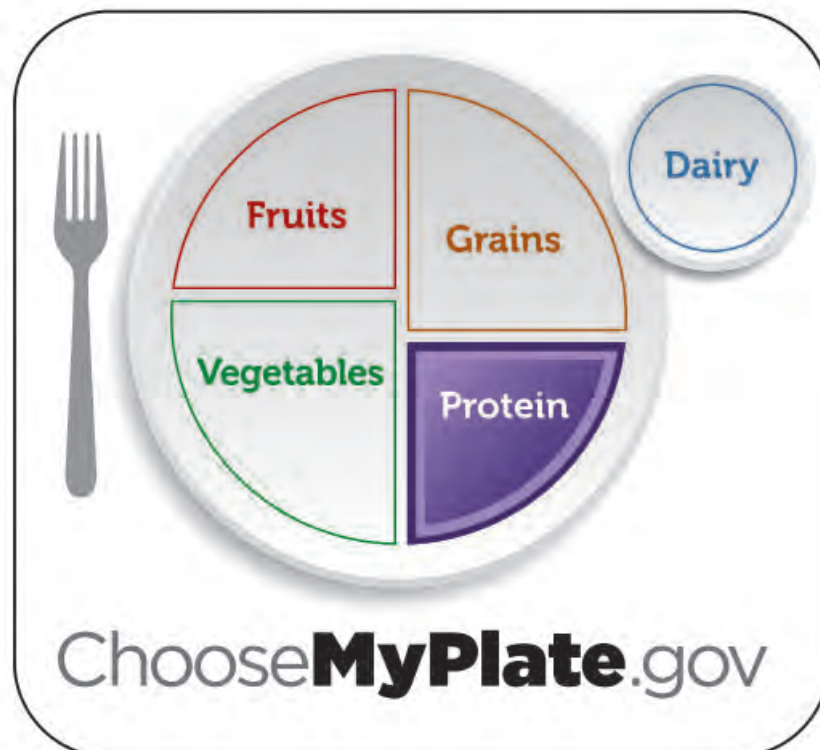 Fruits
Grains
Dairy
Vegetables
Protein
ChooseMyPlate.gov